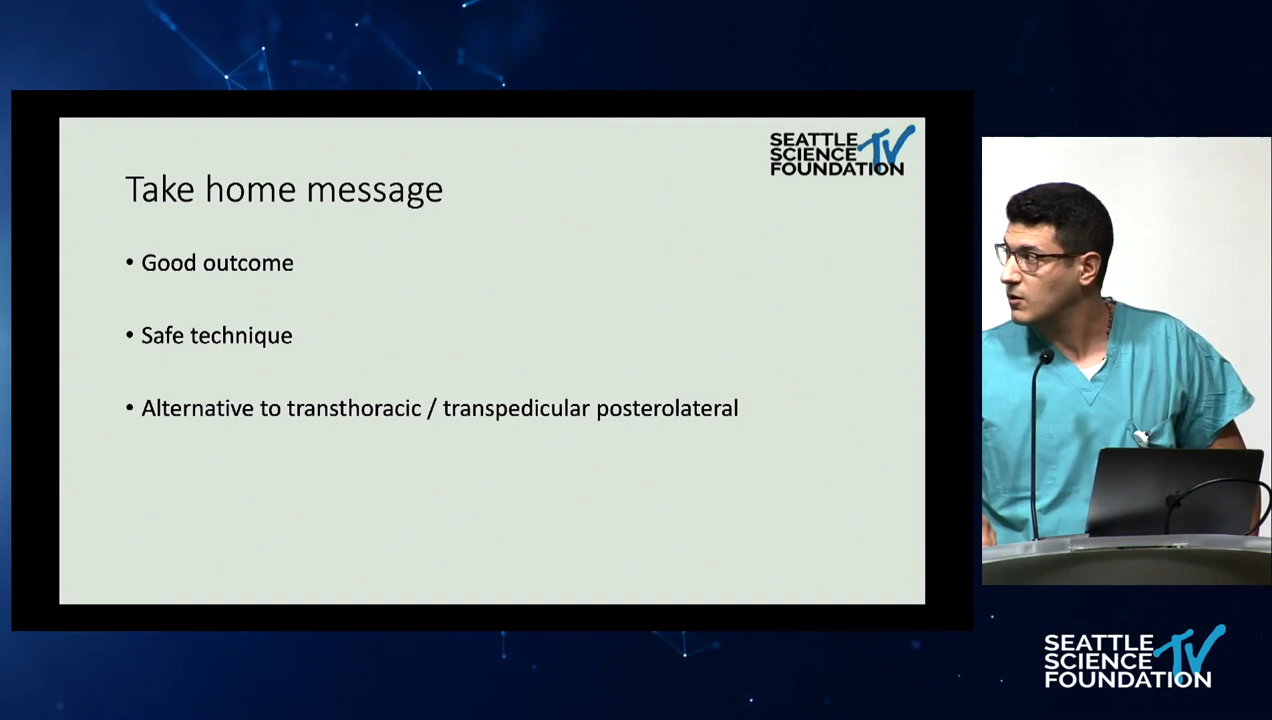 SEATTLE
SCIENCE TV
FOUNDATION
Take home message
• Good outcome
• Safe technique
• Alternative to transthoracic / transpedicular posterolateral
SEATTLE
SCIENCE TV
FOUNDATION